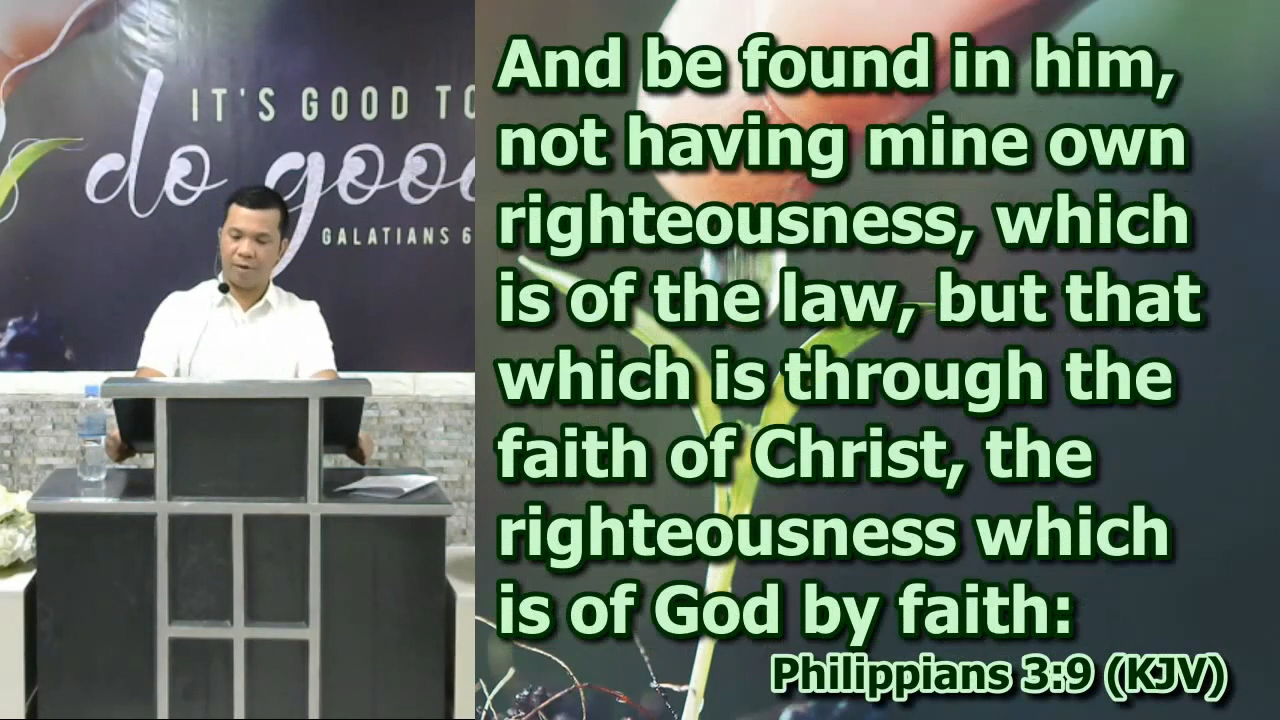 IT'S GOOD TO
do good
GALATIANS 6
And be found in him,
not having mine own
righteousness, which
is of the law, but that
which is through the
faith of Christ, the
righteousness which
is of God by faith:
Philippians 3:9 (KJV)